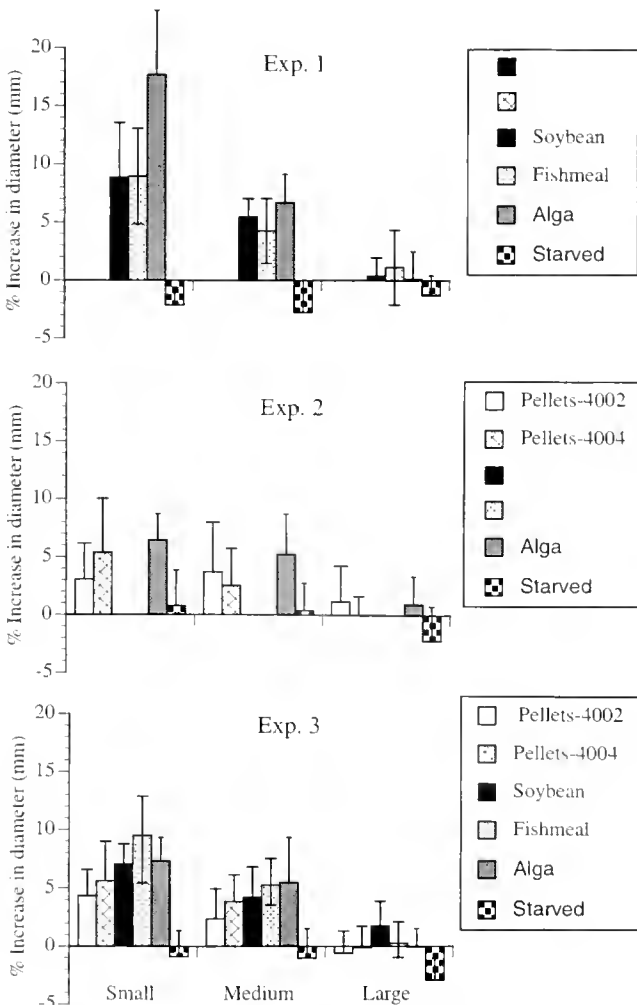 Exp. 1
% Increase in diameter (mm)
20
15
10
5
0
-5
Soybean
Fishmeal
Alga
Starved
Exp. 2
% Increase in diameter (mm)
20
15
10
5
0
-5
Pellets-4002
Pellets-4004
Alga
Starved
Exp. 3
% Increase in diameter (mm)
20
15
10
5
0
-5
Small
Medium
Large
Pellets-4002
Pellets-4004
Soybean
Fishmeal
Alga
Starved